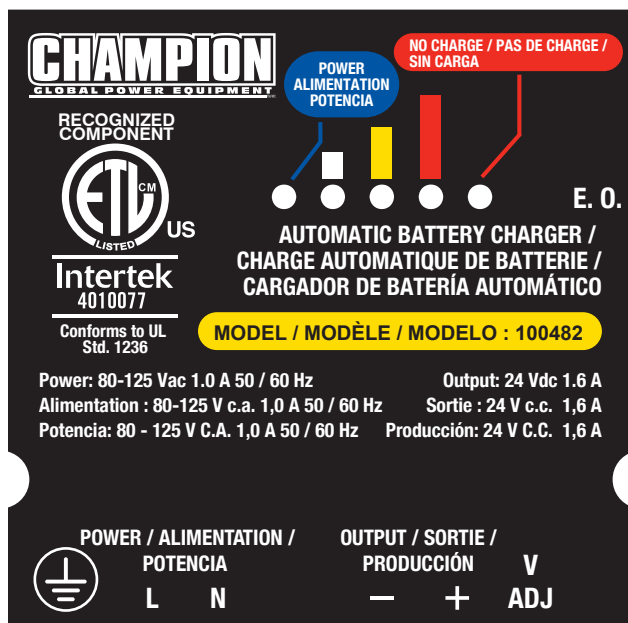 CHAMPION
GLOBAL POWER EQUIPMENT
POWER
ALIMENTATION
POTENCIA
NO CHARGE / PAS DE CHARGE /
SIN CARGA
RECOGNIZED
COMPONENT
ETL
CM
LISTED
US
Intertek
4010077
Conforms to UL
Std. 1236
E. O.
AUTOMATIC BATTERY CHARGER /
CHARGE AUTOMATIQUE DE BATTERIE /
CARGADOR DE BATERÍA AUTOMÁTICO
MODEL / MODÈLE / MODELO : 100482
Power: 80-125 Vac 1.0 A 50 / 60 Hz Output: 24 Vdc 1.6 A
Alimentation : 80-125 V c.a. 1,0 A 50 / 60 Hz Sortie : 24 V c.c. 1,6 A
Potencia: 80 - 125 V C.A. 1,0 A 50 / 60 Hz Producción: 24 V C.C. 1,6 A
POWER / ALIMENTATION /
POTENCIA
L N
OUTPUT / SORTIE /
PRODUCCIÓN
− +
V
ADJ